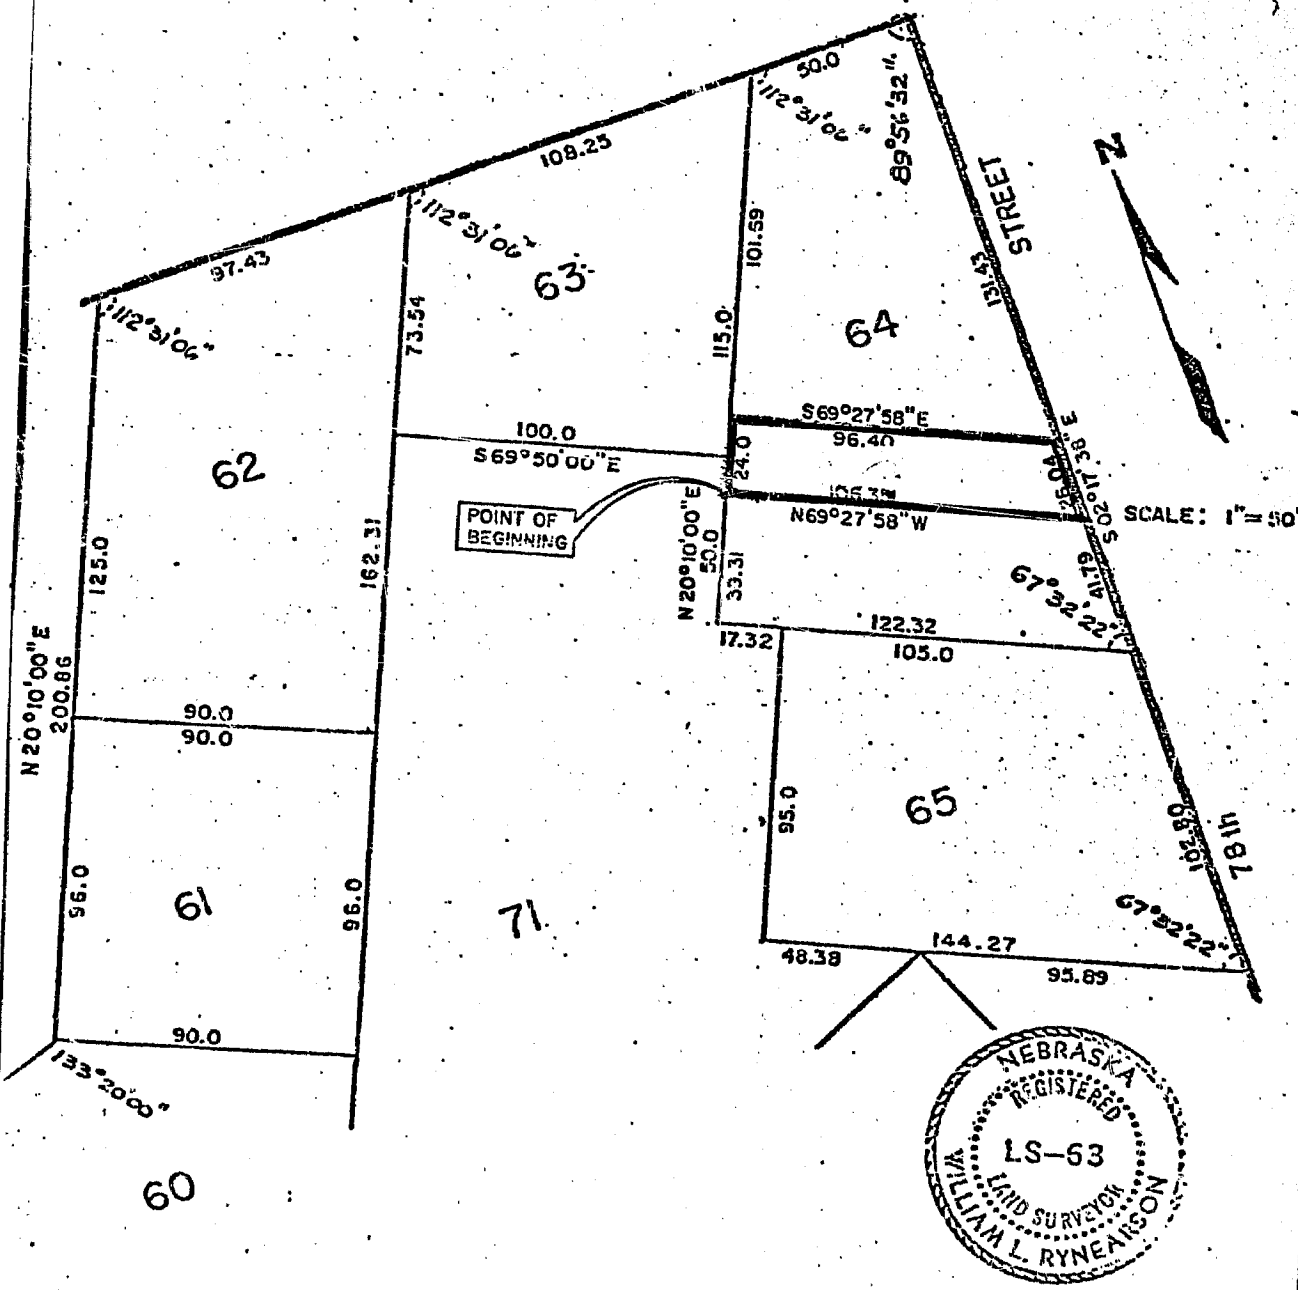 50.0'
112°31'06"
89°56'32"
108.25
112°31'06"
97.43
112°31'06"
63
STREET
131.43
N
101.59
73.54
115.0
64
S69°27'58"E
96.40
100.0
S69°50'00"E
24.0
26.04
S02°17'38"E
62
POINT OF
BEGINNING
N69°27'58"W
SCALE: 1"=50'
N20°10'00"E
50.0
33.31
41.79
67°32'22"
125.0
162.31
17.32
122.32
105.0
N20°10'00"E
200.86
90.0
90.0
95.0
65
102.80
78th
96.0
61
96.0
71
67°32'22"
144.27
48.38
95.89
90.0
133°20'00"
60
NEBRASKA
REGISTERED
LS-53
LAND SURVEYOR
WILLIAM L. RYNEARSON